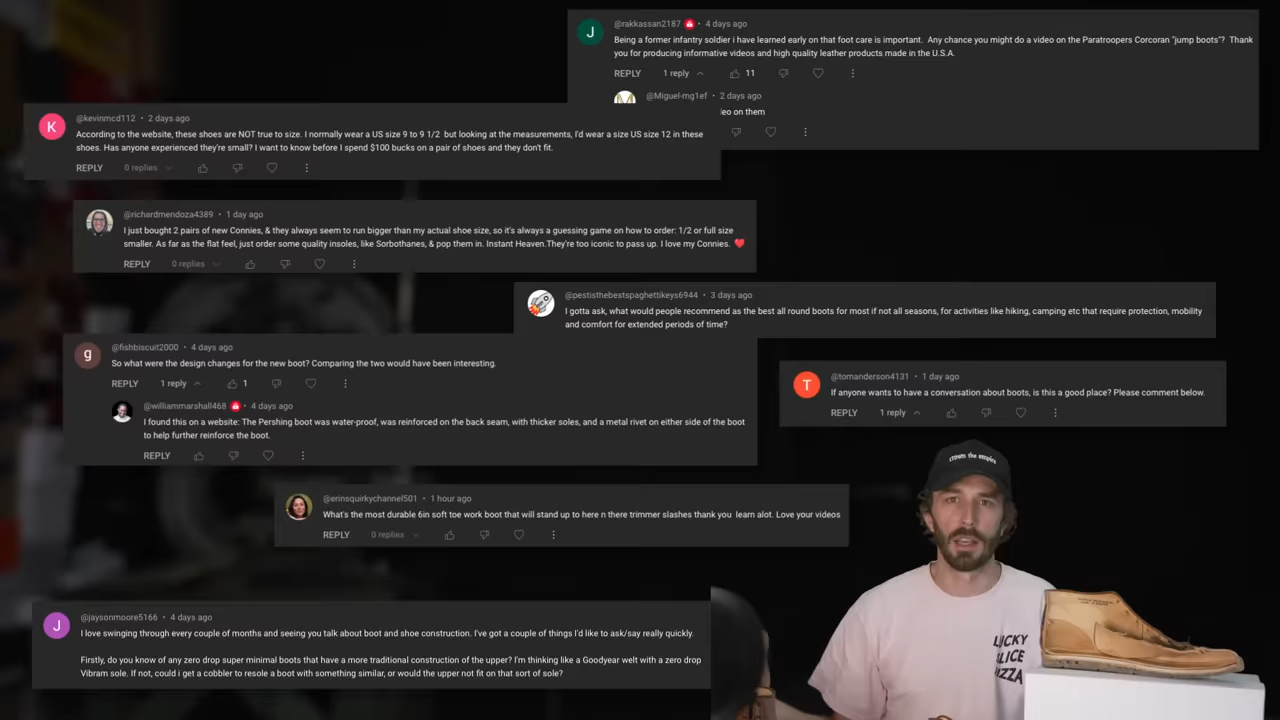 @rakkassan2187 • 4 days ago
Being a former infantry soldier i have learned early on that foot care is important. Any chance you might do a video on the Paratroopers Corcoran "jump boots"? Thank
you for producing informative videos and high quality leather products made in the U.S.A.
REPLY 1 reply 11
@Miguel-mg1ef • 2 days ago
leo on them
K
@kevinmcd112 • 2 days ago
According to the website, these shoes are NOT true to size. I normally wear a US size 9 to 9 1/2 but looking at the measurements, I'd wear a size US size 12 in these
shoes. Has anyone experienced they're small? I want to know before I spend $100 bucks on a pair of shoes and they don't fit.
REPLY 0 replies
@richardmendoza4389 • 1 day ago
I just bought 2 pairs of new Connies, & they always seem to run bigger than my actual shoe size, so it's always a guessing game on how to order: 1/2 or full size
smaller. As far as the flat feel, just order some quality insoles, like Sorbothanes, & pop them in. Instant Heaven.They're too iconic to pass up. I love my Connies. ❤️
REPLY 0 replies
@pestisthebestspaghettikeys6944 • 3 days ago
I gotta ask, what would people recommend as the best all round boots for most if not all seasons, for activities like hiking, camping etc that require protection, mobility
and comfort for extended periods of time?
g
@fishbiscuit2000 • 4 days ago
So what were the design changes for the new boot? Comparing the two would have been interesting.
REPLY 1 reply 1
@williammarshall468 • 4 days ago
I found this on a website: The Pershing boot was water-proof, was reinforced on the back seam, with thicker soles, and a metal rivet on either side of the boot
to help further reinforce the boot.
REPLY
T
@tomanderson4131 • 1 day ago
If anyone wants to have a conversation about boots, is this a good place? Please comment below.
REPLY 1 reply
@erinsquirkychannel501 • 1 hour ago
What's the most durable 6in soft toe work boot that will stand up to here n there trimmer slashes thank you learn alot. Love your videos
REPLY 0 replies
J
@jaysonmoore5166 • 4 days ago
I love swinging through every couple of months and seeing you talk about boot and shoe construction. I've got a couple of things I'd like to ask/say really quickly.
Firstly, do you know of any zero drop super minimal boots that have a more traditional construction of the upper? I'm thinking like a Goodyear welt with a zero drop
Vibram sole. If not, could i get a cobbler to resole a boot with something similar, or would the upper not fit on that sort of sole?
J
crown the empire
LUCKY
SLICE
PIZZA